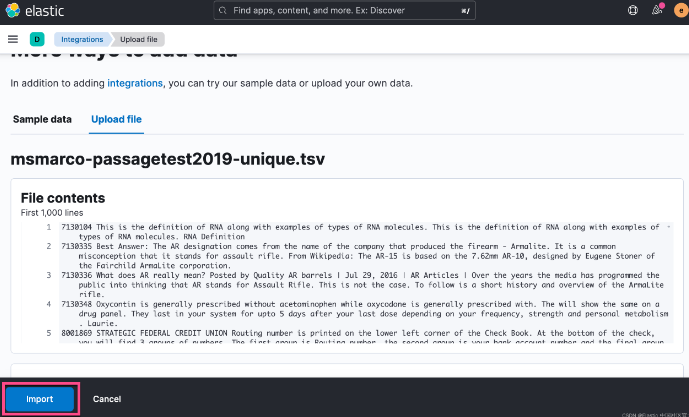 elastic
Find apps, content, and more. Ex: Discover
⌘/
e
D
Integrations
Upload file
More ways to add data
In addition to adding integrations, you can try our sample data or upload your own data.
Sample data
Upload file
msmarco-passagetest2019-unique.tsv
File contents
First 1,000 lines
1 7130104 This is the definition of RNA along with examples of types of RNA molecules. This is the definition of RNA along with examples of
types of RNA molecules. RNA Definition
2 7130335 Best Answer: The AR designation comes from the name of the company that produced the firearm - Armalite. It is a common
misconception that it stands for assault rifle. From Wikipedia: The AR-15 is based on the 7.62mm AR-10, designed by Eugene Stoner of
the Fairchild ArmaLite corporation.
3 7130336 What does AR really mean? Posted by Quality AR barrels | Jul 29, 2016 | AR Articles | Over the years the media has programmed the
public into thinking that AR stands for Assault Rifle. This is not the case. To follow is a short history and overview of the ArmaLite
rifle.
4 7130348 Oxycontin is generally prescribed without acetominophen while oxycodone is generally prescribed with. The will show the same on a
drug panel. They last in your system for upto 5 days after your last dose depending on your frequency, strength and personal metabolism
. Laurie.
5 8001869 STRATEGIC FEDERAL CREDIT UNION Routing number is printed on the lower left corner of the Check Book. At the bottom of the check,
you will find 3 groups of numbers. The first group is Routing number, the second group is your bank account number and the final group
Import
Cancel
CSDN @Elastic